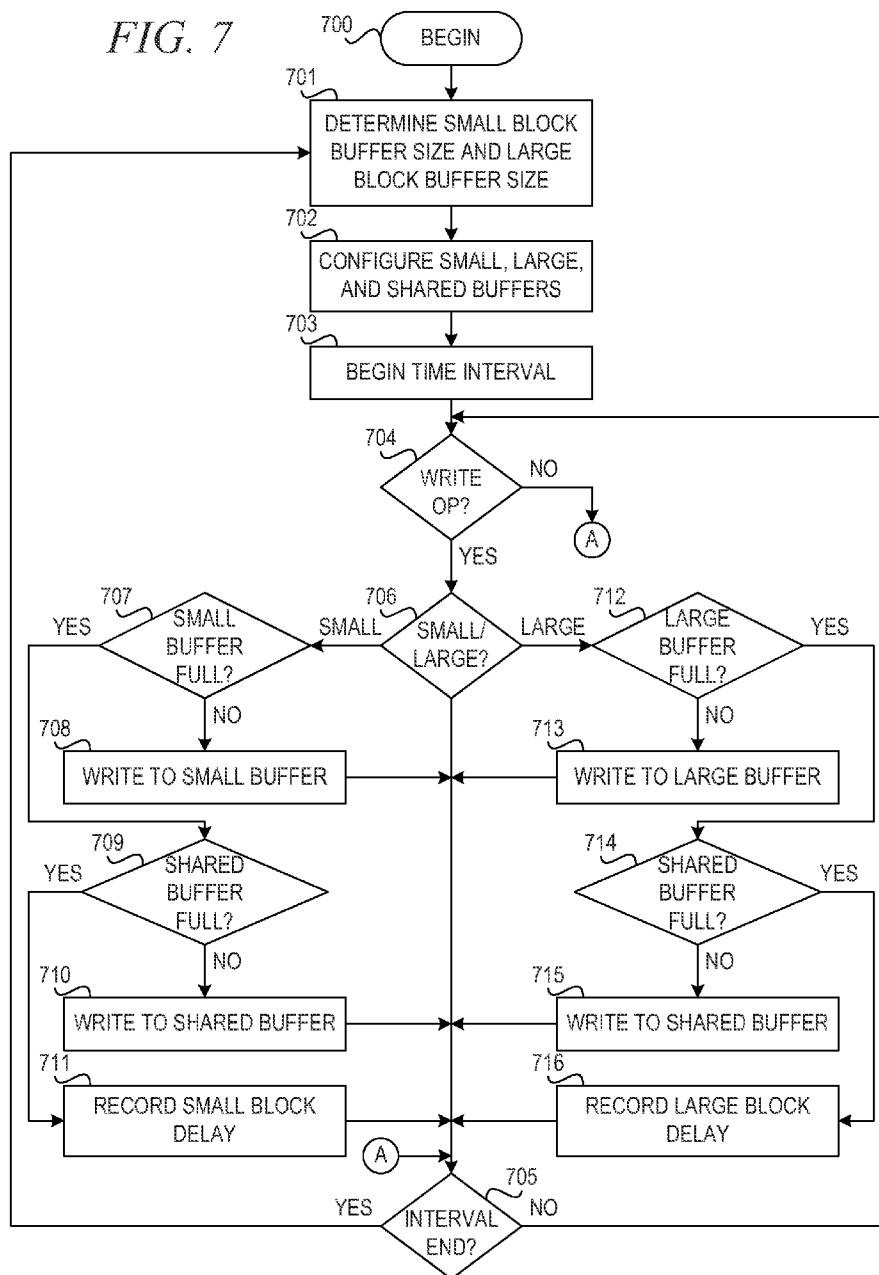 FIG. 7
700
BEGIN
701
DETERMINE SMALL BLOCK
BUFFER SIZE AND LARGE
BLOCK BUFFER SIZE
702
CONFIGURE SMALL, LARGE,
AND SHARED BUFFERS
703
BEGIN TIME INTERVAL
704
WRITE
OP?
NO
A
YES
707
YES
SMALL
BUFFER
FULL?
NO
706
SMALL
SMALL/
LARGE?
LARGE
712
LARGE
BUFFER
FULL?
YES
NO
708
WRITE TO SMALL BUFFER
713
WRITE TO LARGE BUFFER
709
YES
SHARED
BUFFER
FULL?
NO
714
SHARED
BUFFER
FULL?
YES
NO
710
WRITE TO SHARED BUFFER
715
WRITE TO SHARED BUFFER
711
RECORD SMALL BLOCK
DELAY
716
RECORD LARGE BLOCK
DELAY
A
705
YES
INTERVAL
END?
NO